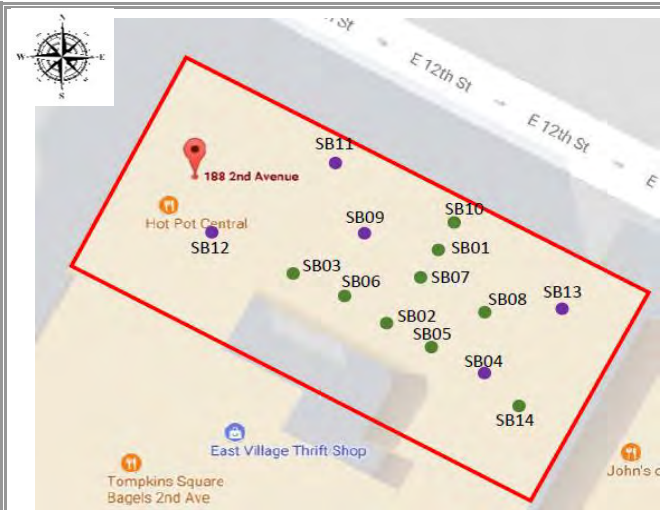 N
W
E
S
St
E 12th St
E 12th St
E
SB11
188 2nd Avenue
SB10
Hot Pot Central
SB09
SB12
SB01
SB03
SB07
SB06
SB08
SB13
SB02
SB05
SB04
SB14
East Village Thrift Shop
Tompkins Square
Bagels 2nd Ave
John's c